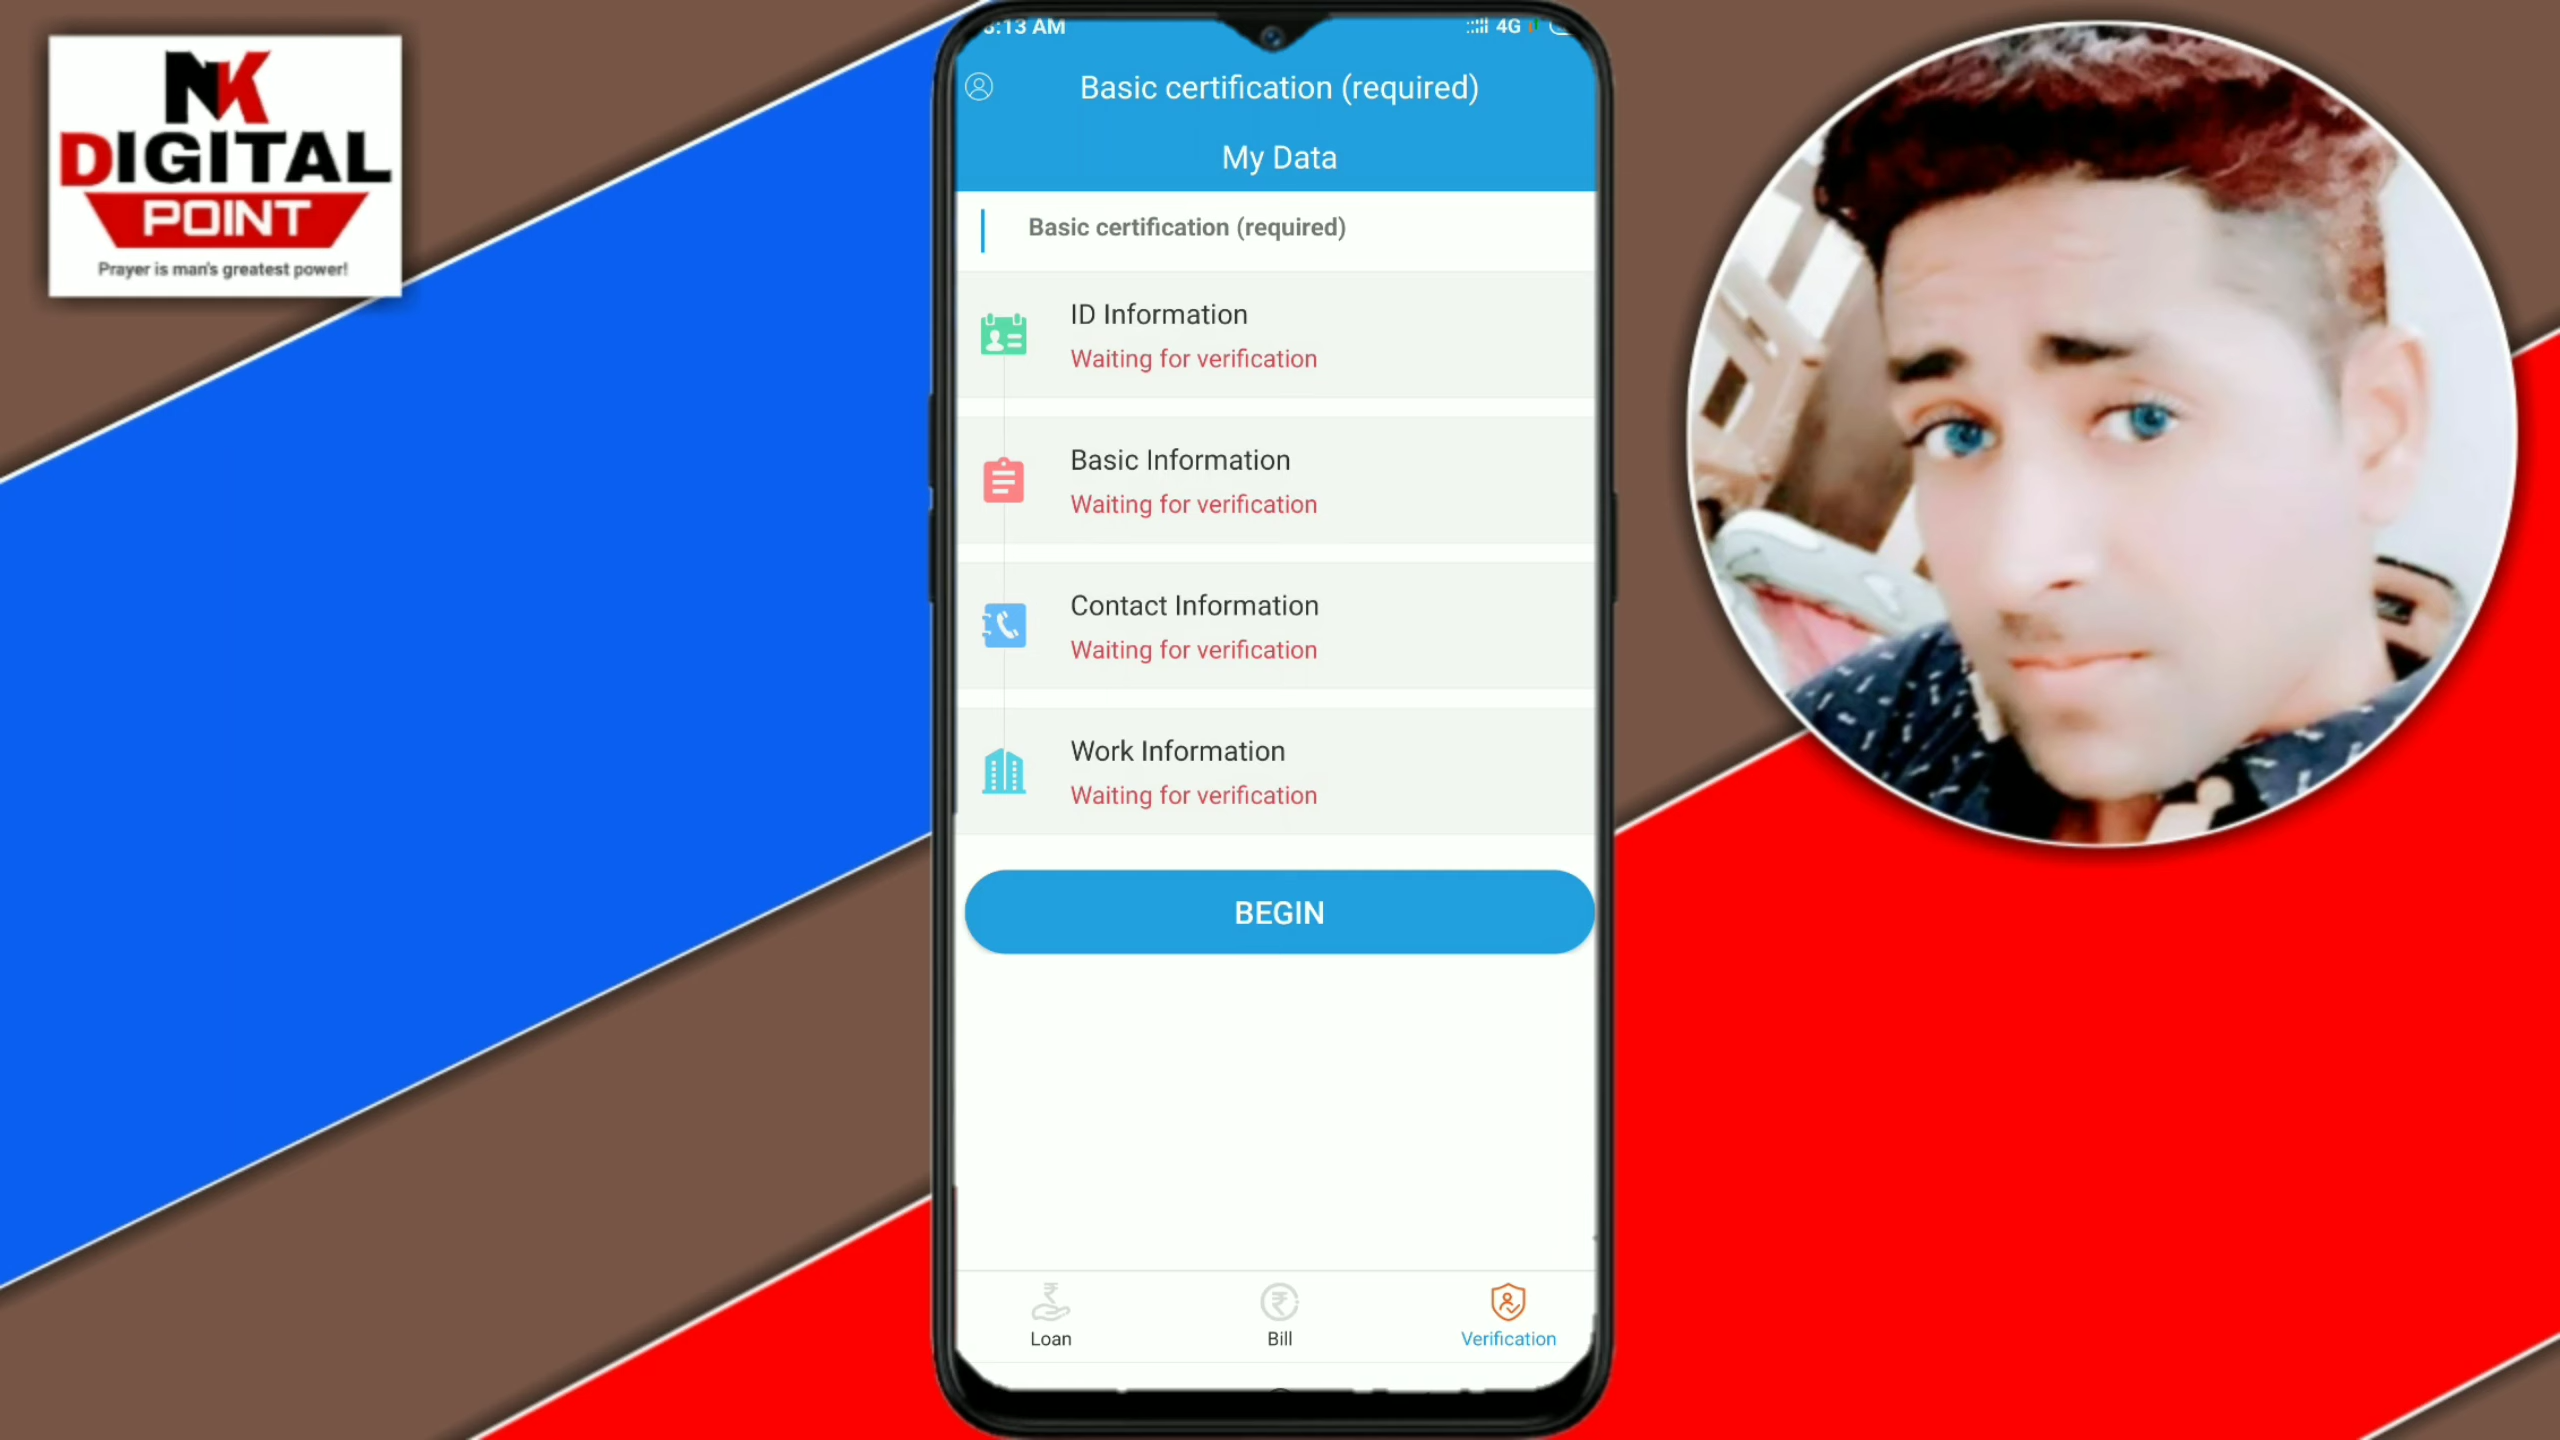 NK
DIGITAL
POINT
Prayer is man's greatest power!
:13 AM
4G
Basic certification (required)
My Data
Basic certification (required)
ID Information
Waiting for verification
Basic Information
Waiting for verification
Contact Information
Waiting for verification
Work Information
Waiting for verification
BEGIN
Loan
Bill
Verification